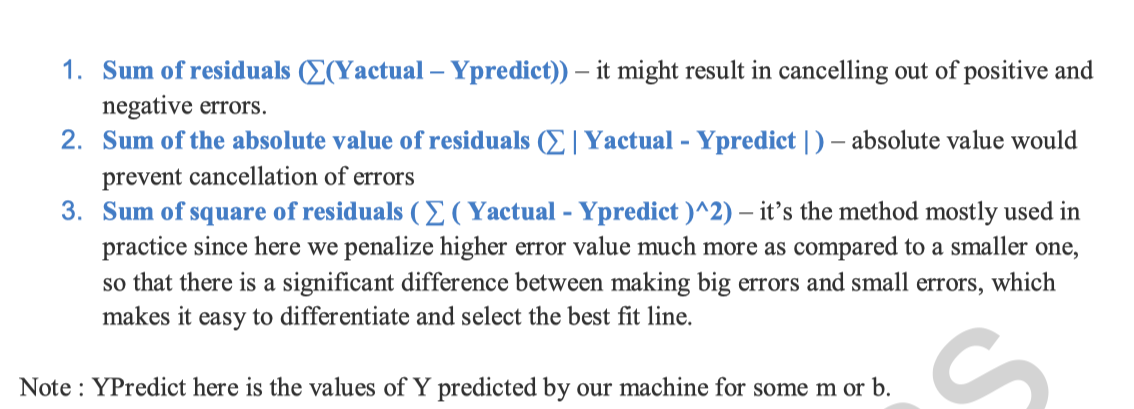 1. Sum of residuals (∑(Yactual – Ypredict)) – it might result in cancelling out of positive and
negative errors.
2. Sum of the absolute value of residuals (∑ | Yactual - Ypredict | ) – absolute value would
prevent cancellation of errors
3. Sum of square of residuals ( ∑ ( Yactual - Ypredict )^2) – it’s the method mostly used in
practice since here we penalize higher error value much more as compared to a smaller one,
so that there is a significant difference between making big errors and small errors, which
makes it easy to differentiate and select the best fit line.
Note : YPredict here is the values of Y predicted by our machine for some m or b.